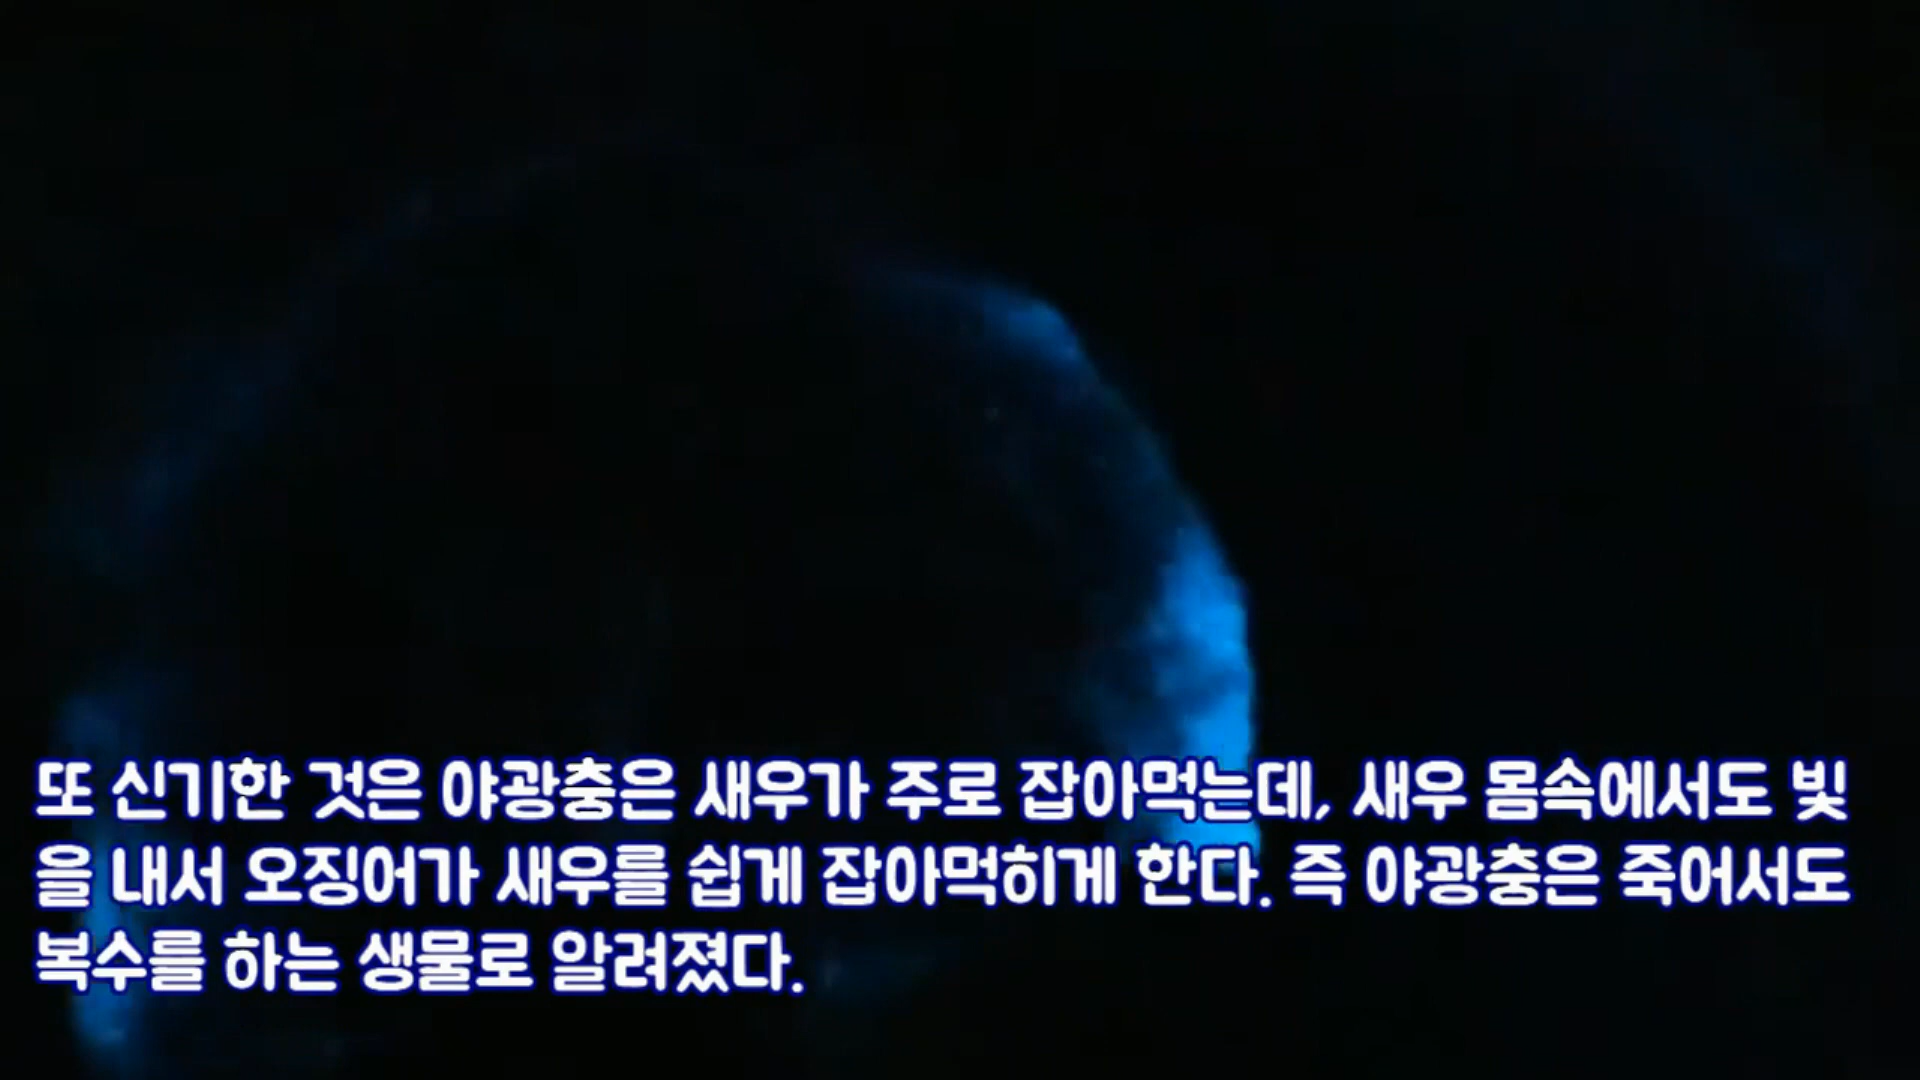 또 신기한 것은 야광충은 새우가 주로 잡아먹는데, 새우 몸속에서도 빛
을 내서 오징어가 새우를 쉽게 잡아먹히게 한다. 즉 야광충은 죽어서도
복수를 하는 생물로 알려졌다.